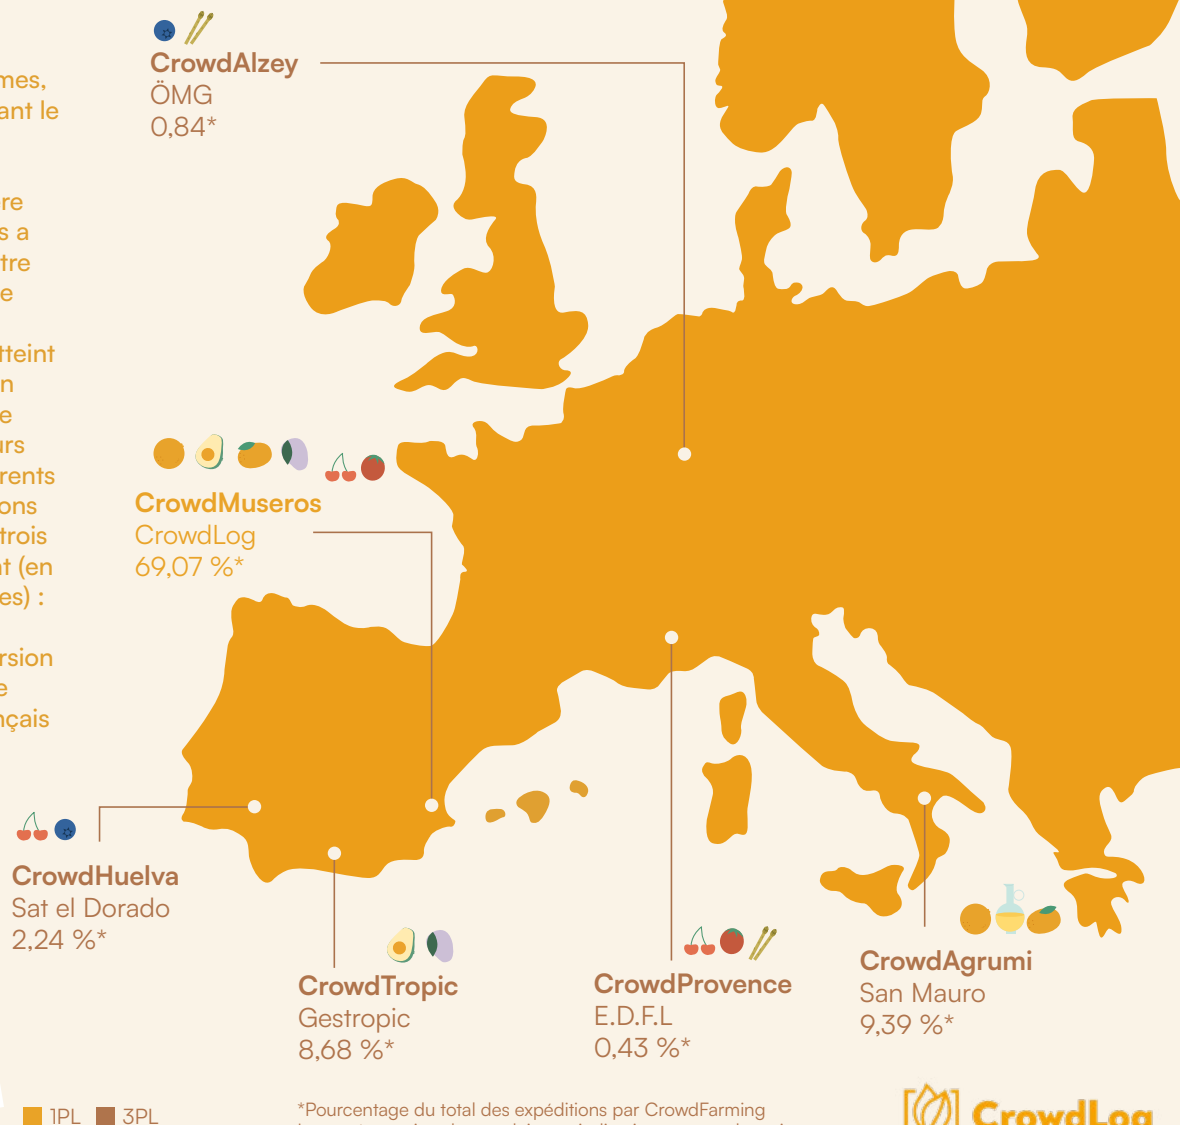 CrowdAlzey
ÖMG
0,84*
mes,
ant le
re
s a
tre
e
tteint
n
e
urs
rents
ons
trois
t (en
es) :
rsion
e
nçais
CrowdMuseros
CrowdLog
69,07 %*
CrowdHuelva
Sat el Dorado
2,24 %*
CrowdTropic
Gestropic
8,68 %*
CrowdProvence
E.D.F.L
0,43 %*
CrowdAgrumi
San Mauro
9,39 %*
1PL 3PL
*Pourcentage du total des expéditions par CrowdFarming
CrowdLog